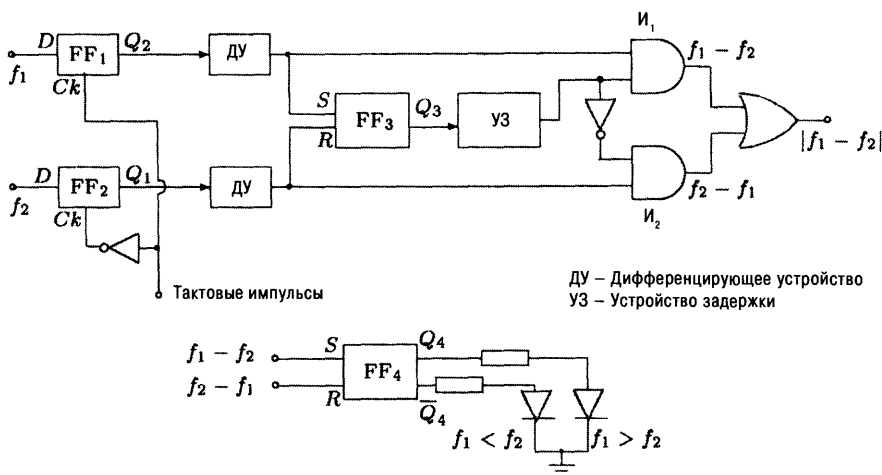 И₁
D FF₁ Q₂ ДУ f₁ − f₂
f₁ Ck
S FF₃ Q₃ УЗ
R |f₁ − f₂|
D FF₂ Q₁ ДУ f₂ − f₁
f₂ Ck
И₂
Тактовые импульсы
ДУ – Дифференцирующее устройство
УЗ – Устройство задержки
f₁ − f₂ S FF₄ Q₄
f₂ − f₁ R Q̅₄
f₁ < f₂ f₁ > f₂